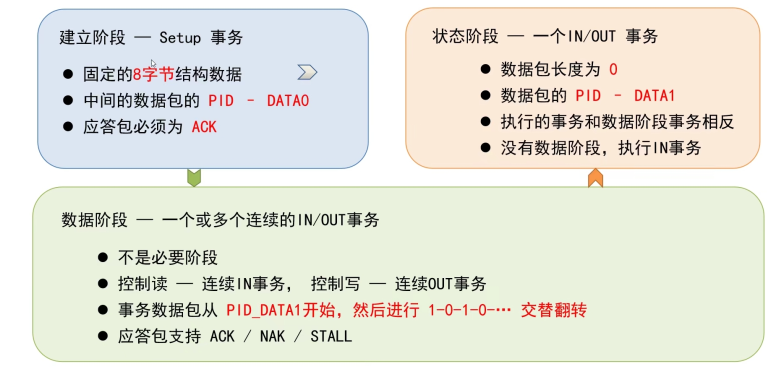 建立阶段 — Setup 事务
● 固定的8字节结构数据
● 中间的数据包的 PID - DATA0
● 应答包必须为 ACK
状态阶段 — 一个IN/OUT 事务
● 数据包长度为 0
● 数据包的 PID - DATA1
● 执行的事务和数据阶段事务相反
● 没有数据阶段，执行IN事务
数据阶段 — 一个或多个连续的IN/OUT事务
● 不是必要阶段
● 控制读 — 连续IN事务， 控制写 — 连续OUT事务
● 事务数据包从 PID_DATA1开始，然后进行 1-0-1-0-… 交替翻转
● 应答包支持 ACK / NAK / STALL